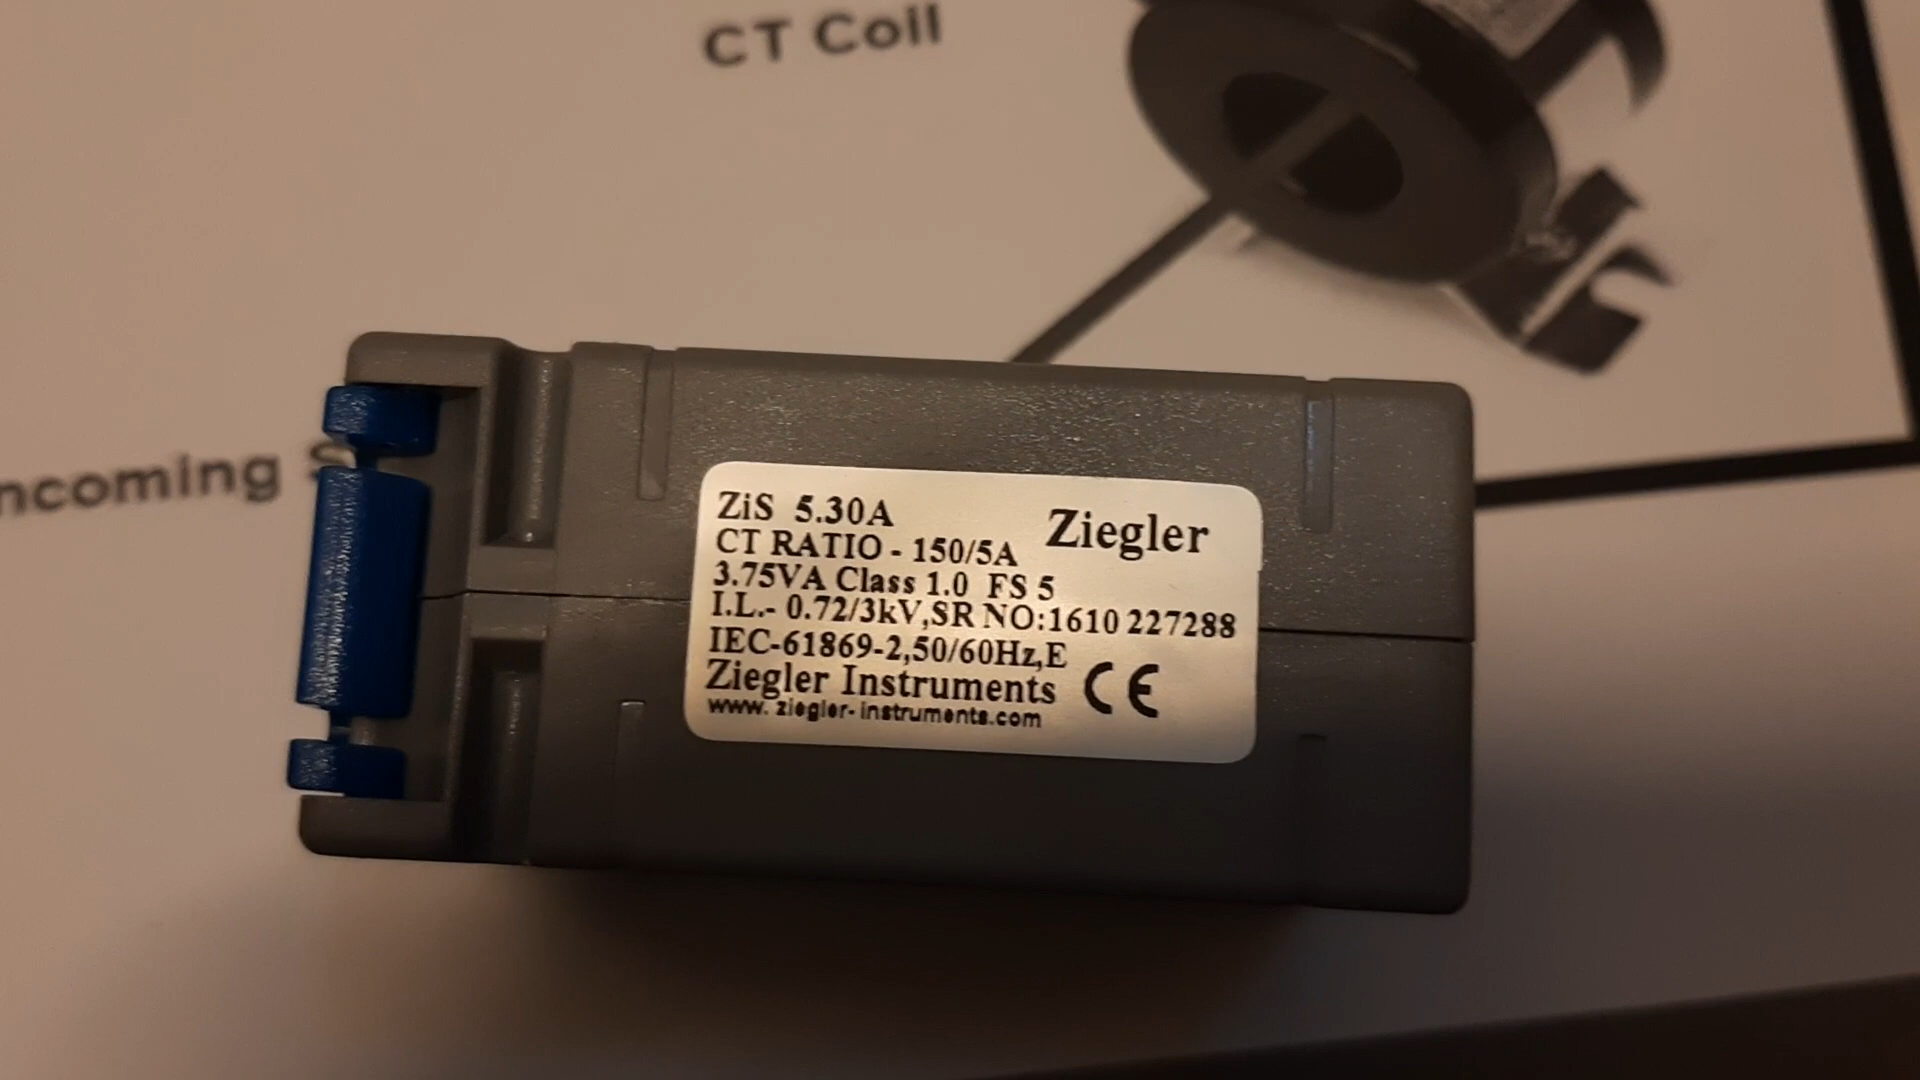 CT Coil
ncoming S
ZiS 5.30A
Ziegler
CT RATIO - 150/5A
3.75VA Class 1.0 FS 5
I.L.- 0.72/3kV,SR NO:1610 227288
IEC-61869-2,50/60Hz,E
Ziegler Instruments
CE
www.ziegler-instruments.com